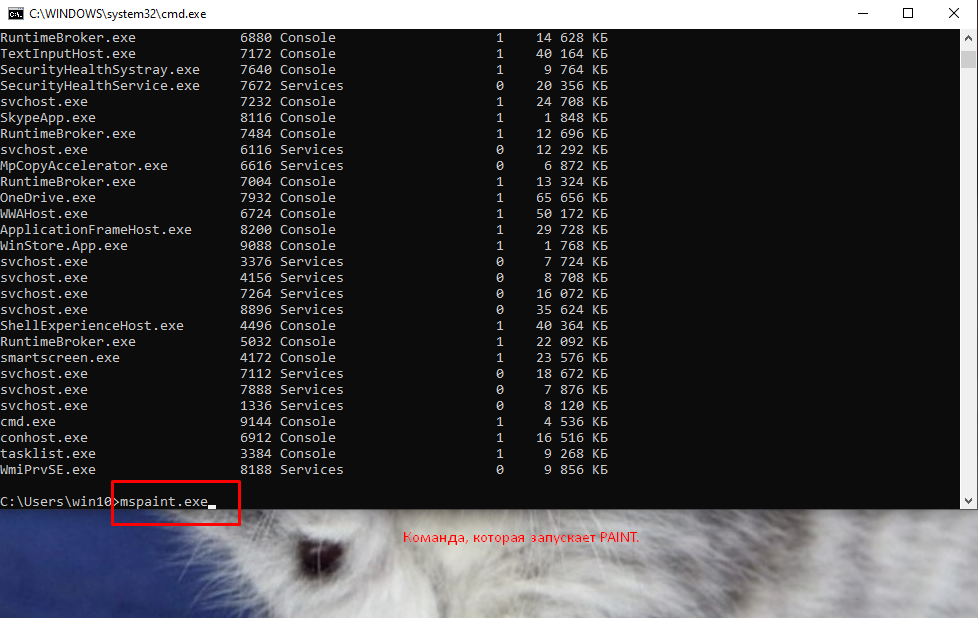 C:\WINDOWS\system32\cmd.exe
RuntimeBroker.exe 6880 Console 1 14 628 КБ
TextInputHost.exe 7172 Console 1 40 164 КБ
SecurityHealthSystray.exe 7640 Console 1 9 764 КБ
SecurityHealthService.exe 7672 Services 0 20 356 КБ
svchost.exe 7232 Console 1 24 708 КБ
SkypeApp.exe 8116 Console 1 1 848 КБ
RuntimeBroker.exe 7484 Console 1 12 696 КБ
svchost.exe 6116 Services 0 12 292 КБ
MpCopyAccelerator.exe 6616 Services 0 6 872 КБ
RuntimeBroker.exe 7004 Console 1 13 324 КБ
OneDrive.exe 7932 Console 1 65 656 КБ
WWAHost.exe 6724 Console 1 50 172 КБ
ApplicationFrameHost.exe 8200 Console 1 29 728 КБ
WinStore.App.exe 9088 Console 1 1 768 КБ
svchost.exe 3376 Services 0 7 724 КБ
svchost.exe 4156 Services 0 8 708 КБ
svchost.exe 7264 Services 0 16 072 КБ
svchost.exe 8896 Services 0 35 624 КБ
ShellExperienceHost.exe 4496 Console 1 40 364 КБ
RuntimeBroker.exe 5032 Console 1 22 092 КБ
smartscreen.exe 4172 Console 1 23 576 КБ
svchost.exe 7112 Services 0 18 672 КБ
svchost.exe 7888 Services 0 7 876 КБ
svchost.exe 1336 Services 0 8 120 КБ
cmd.exe 9144 Console 1 4 536 КБ
conhost.exe 6912 Console 1 16 516 КБ
tasklist.exe 3384 Console 1 9 268 КБ
WmiPrvSE.exe 8188 Services 0 9 856 КБ
C:\Users\win10>mspaint.exe
Команда, которая запускает PAINT.